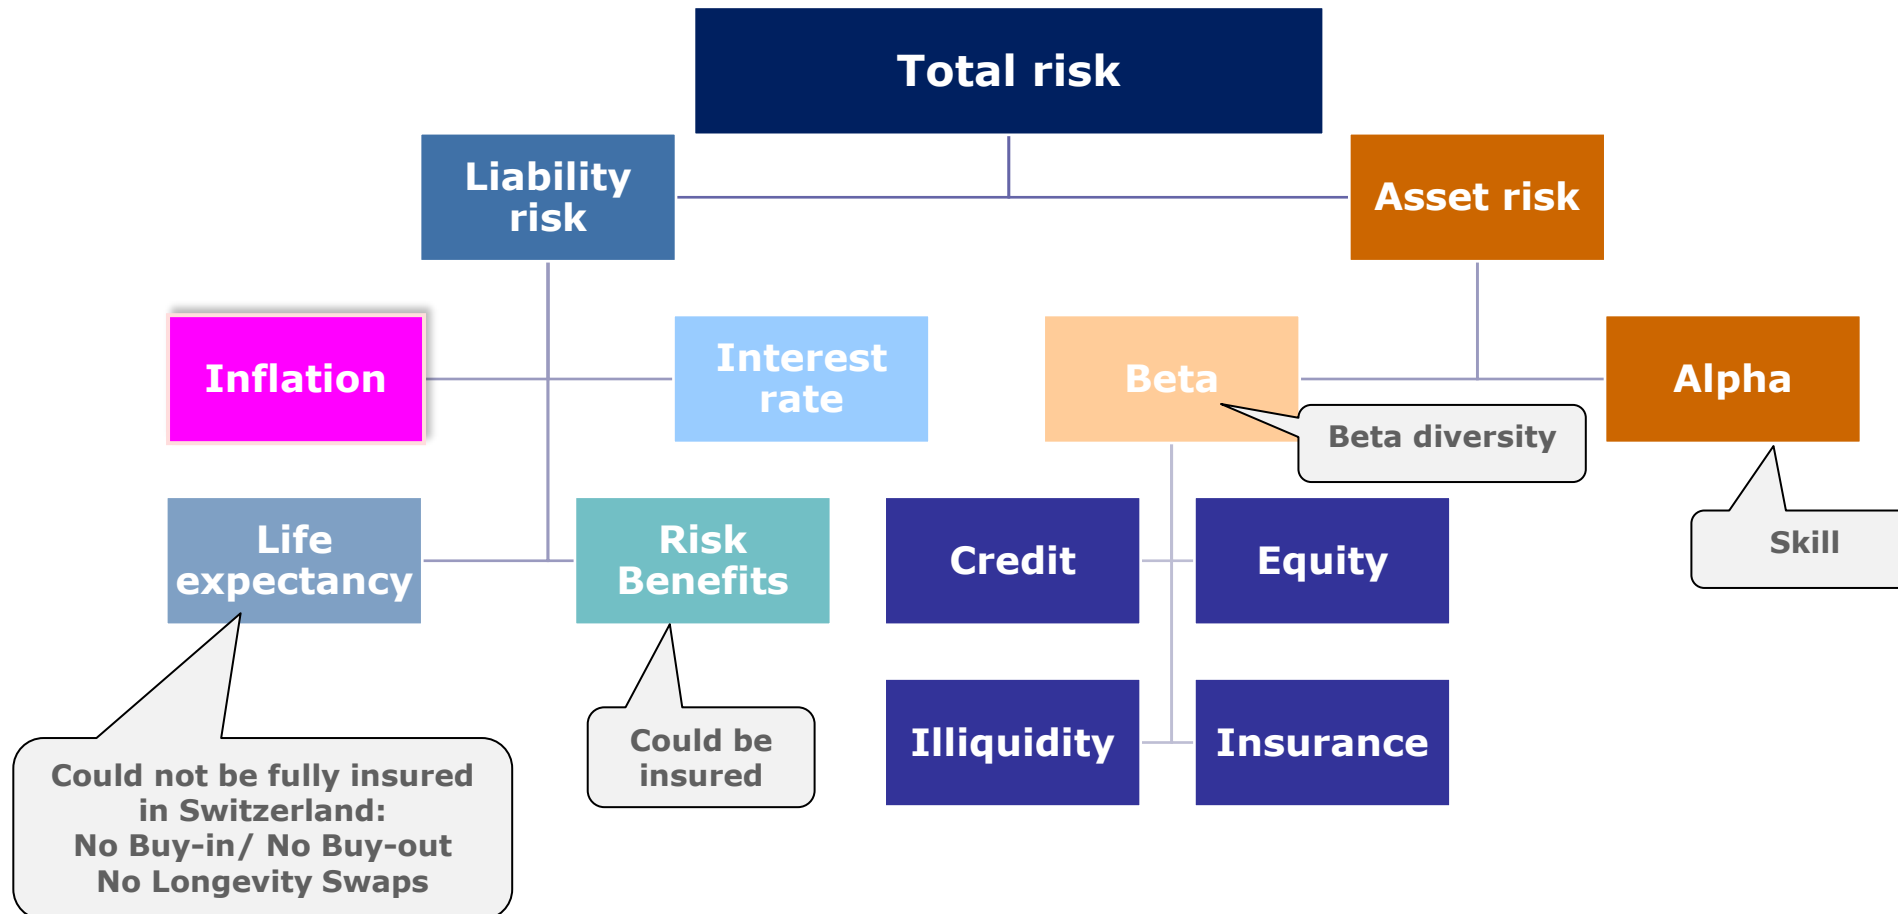 Total risk
Liability
risk
Asset risk
Inflation
Interest
rate
Beta
Alpha
Beta diversity
Life
expectancy
Risk
Benefits
Credit
Equity
Skill
Illiquidity
Insurance
Could be
insured
Could not be fully insured
in Switzerland:
No Buy-in/ No Buy-out
No Longevity Swaps